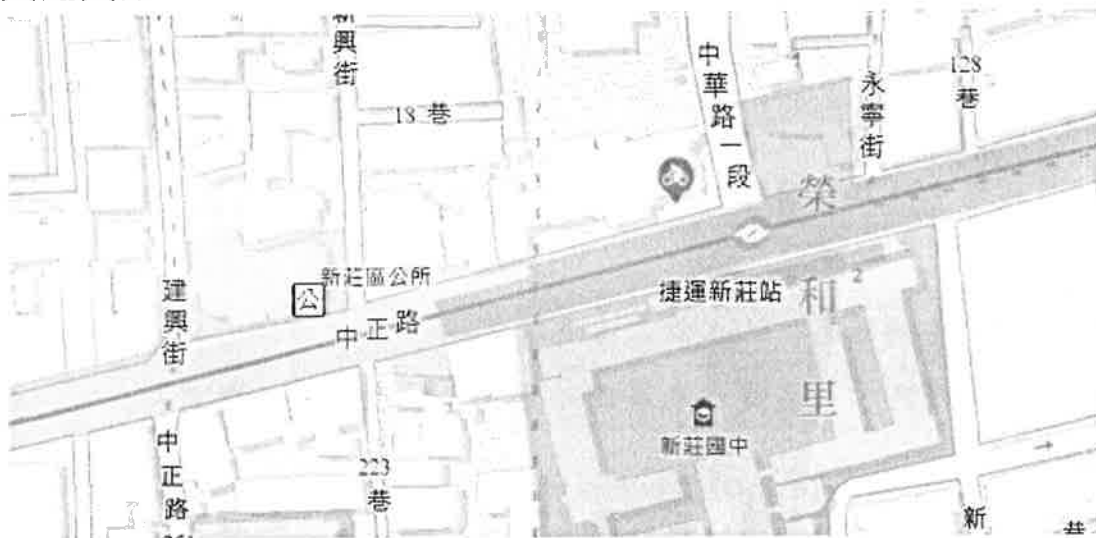 新興街
18 巷
中華路一段
永寧街
128 巷
榮和里
新莊區公所
公
建興街
中正路
捷運新莊站
2
新莊國中
中正路
223 巷
新
巷